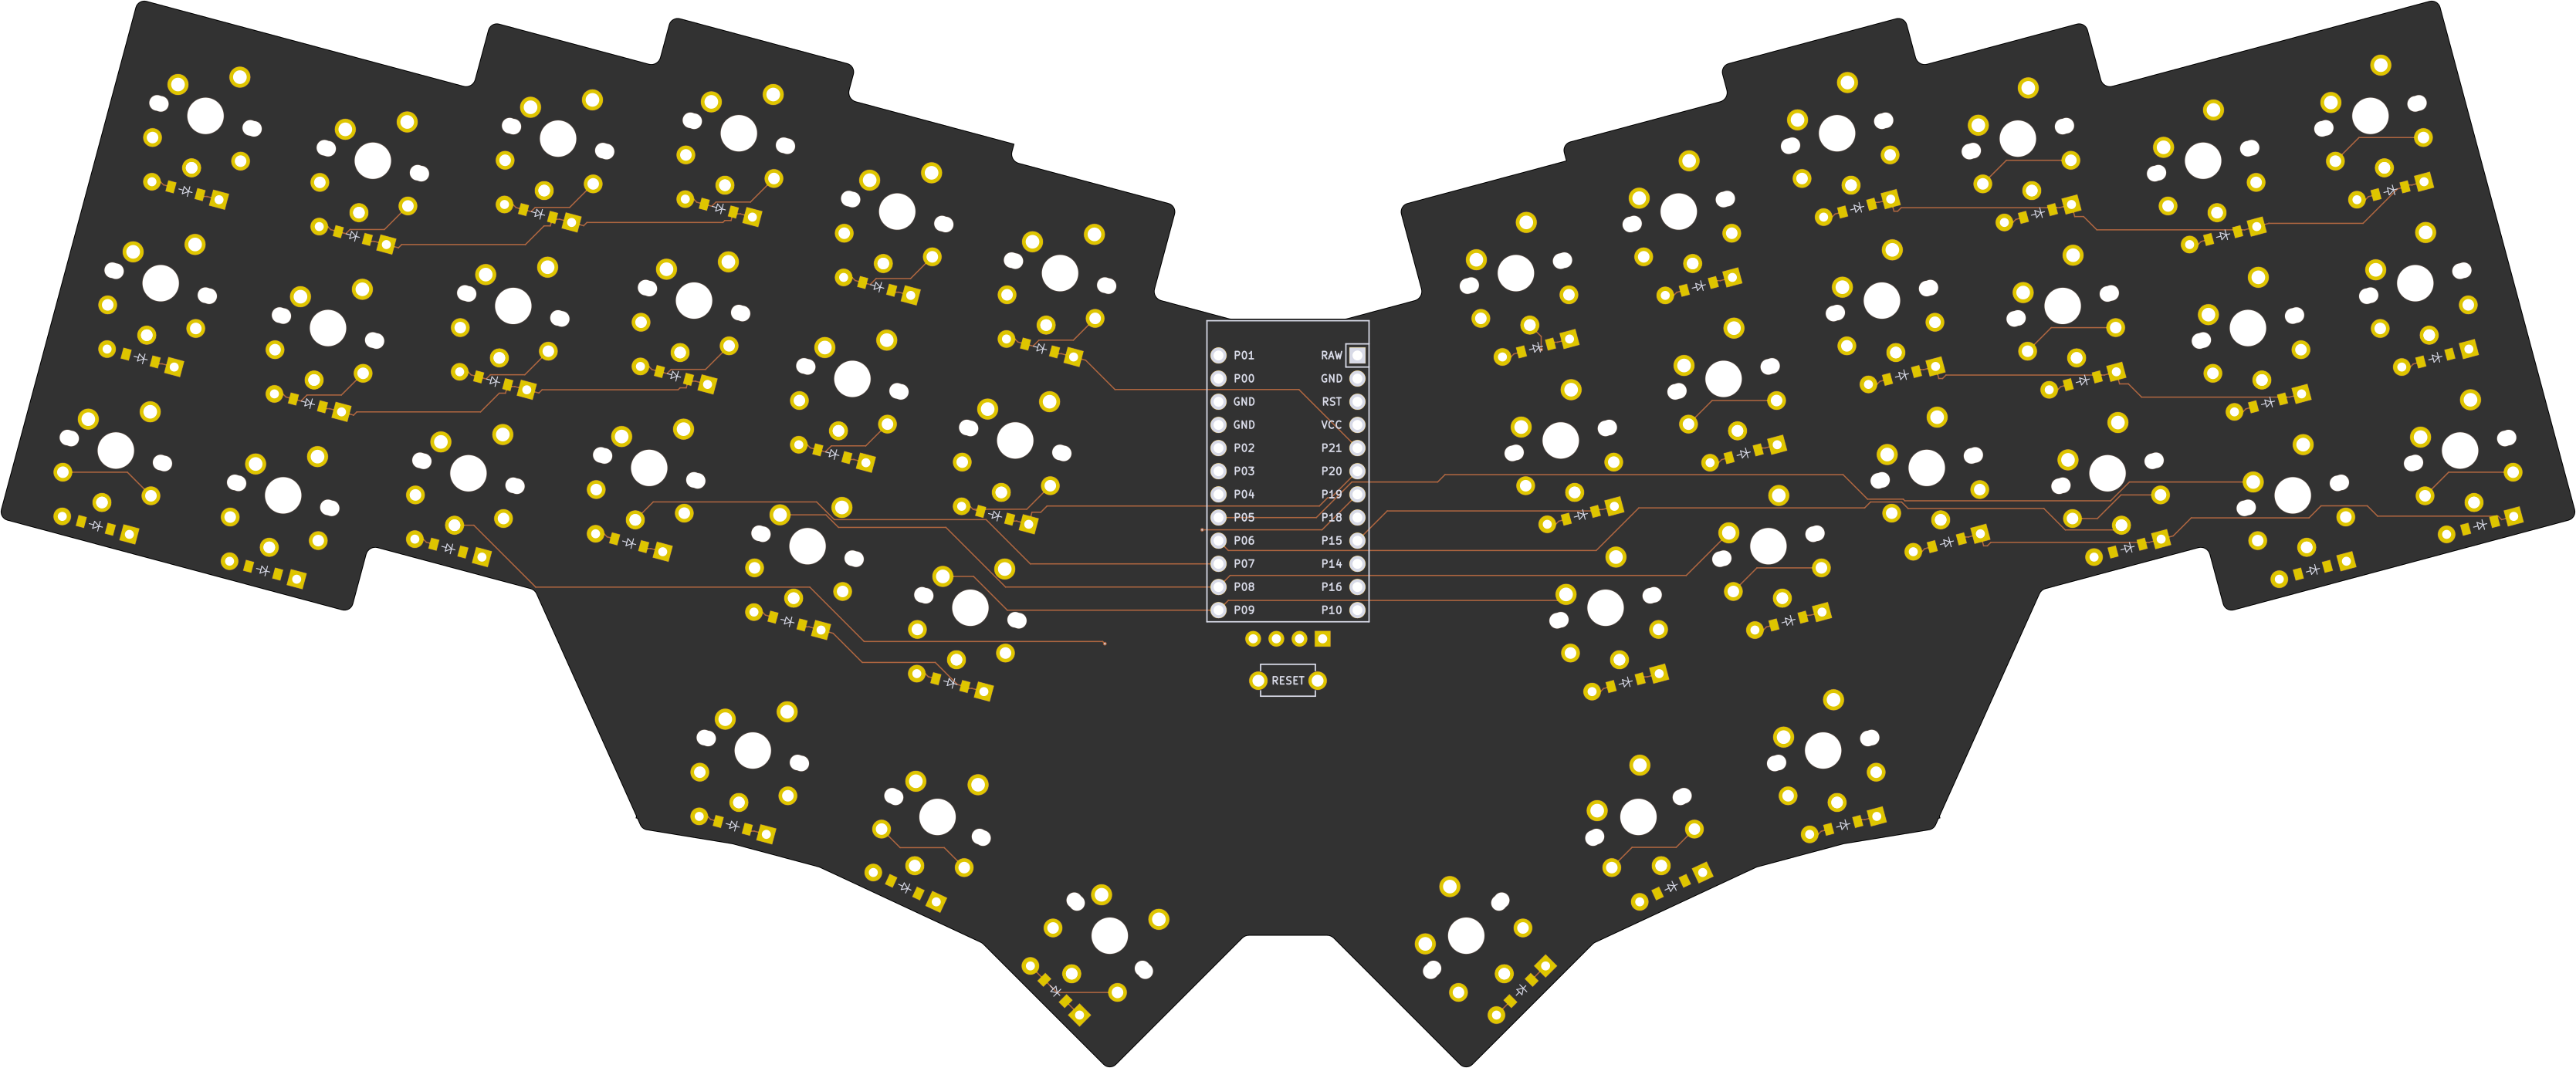 P01 RAW
P00 GND
GND RST
GND VCC
P02 P21
P03 P20
P04 P19
P05 P18
P06 P15
P07 P14
P08 P16
P09 P10
RESET